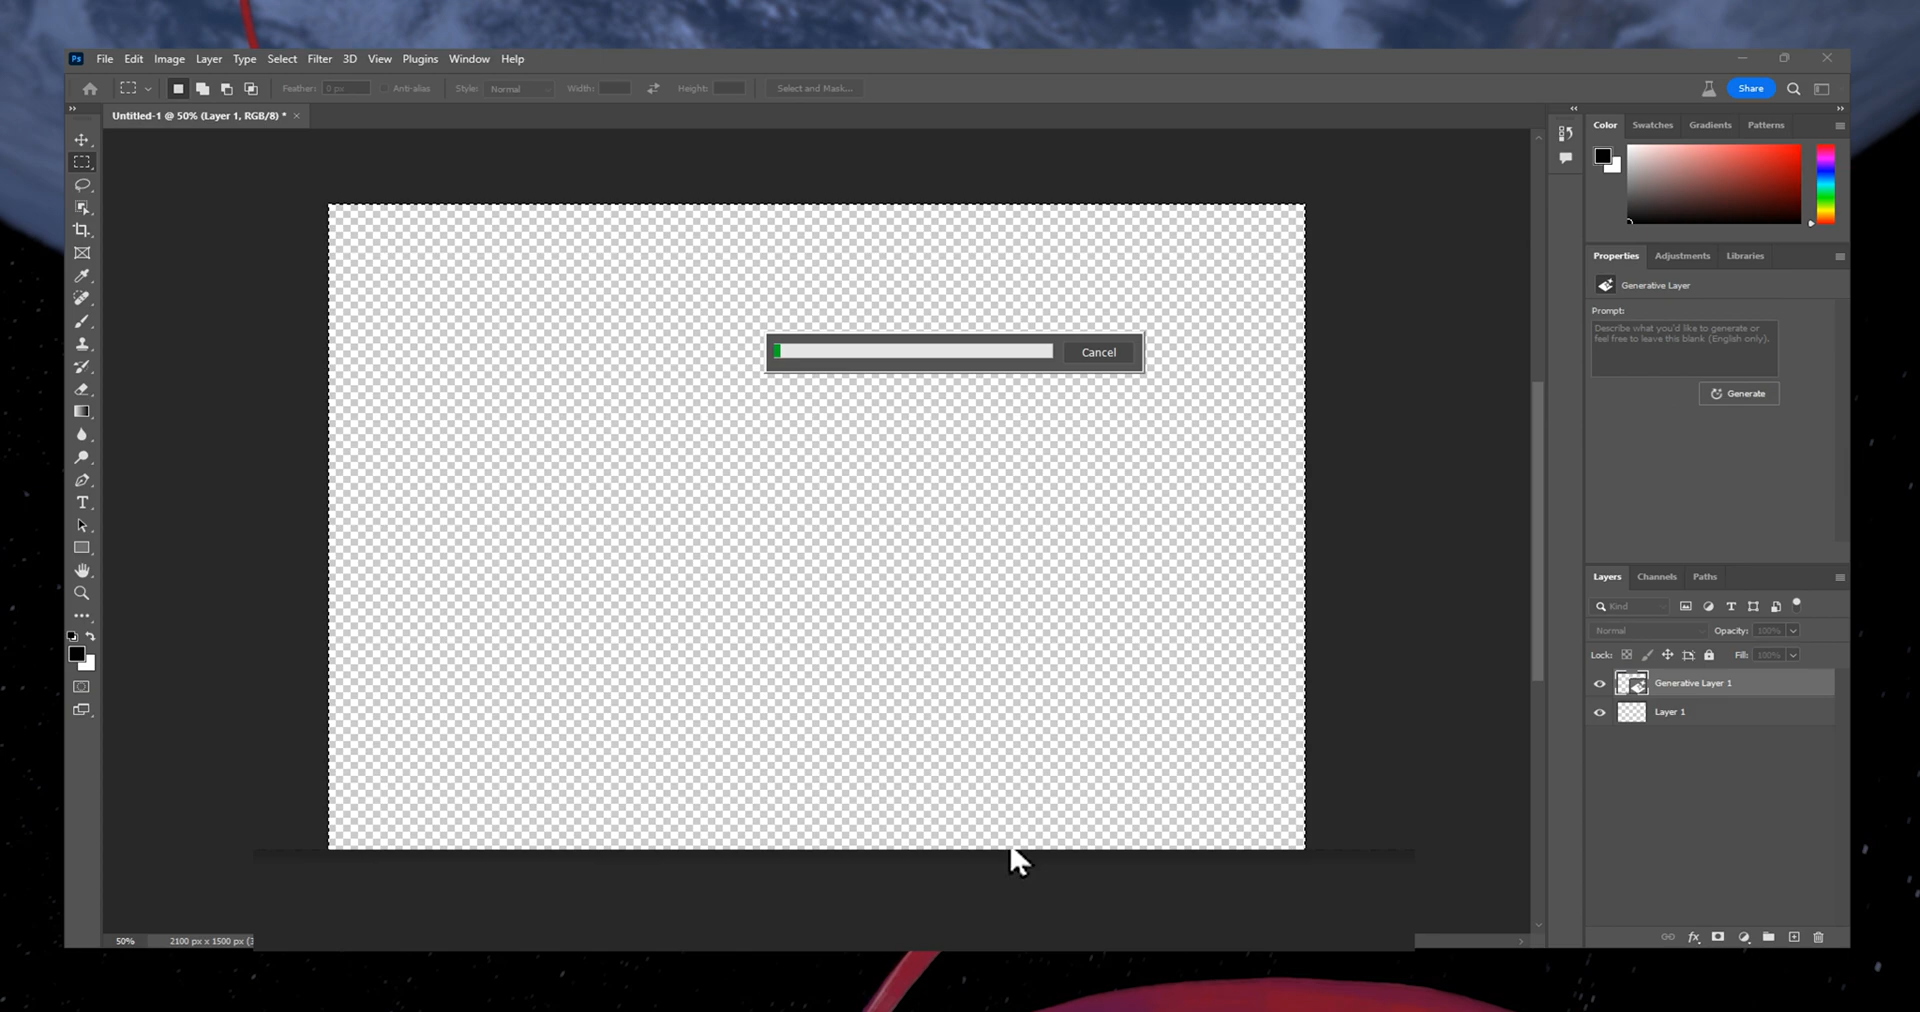 Ps File Edit Image Layer Type Select Filter 3D View Plugins Window Help
Feather: 0 px Anti-alias Style: Normal Width: Height: Select and Mask... Share
Untitled-1 @ 50% (Layer 1, RGB/8) * ×
Color Swatches Gradients Patterns
Properties Adjustments Libraries
Generative Layer
Prompt:
Describe what you'd like to generate or
feel free to leave this blank (English only).
Cancel
Generate
Layers Channels Paths
Kind
Normal Opacity: 100%
Lock: Fill: 100%
Generative Layer 1
Layer 1
50% 2100 px x 1500 px (3